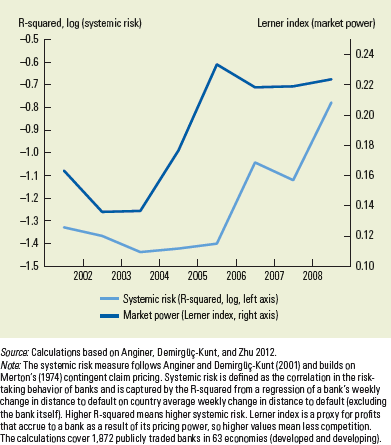 R-squared, log (systemic risk)
Lerner index (market power)
–0.5
–0.6
–0.7
–0.8
–0.9
–1.0
–1.1
–1.2
–1.3
–1.4
–1.5
0.24
0.22
0.20
0.18
0.16
0.14
0.12
0.10
2002 2003 2004 2005 2006 2007 2008
Systemic risk (R-squared, log, left axis)
Market power (Lerner index, right axis)
Source: Calculations based on Anginer, Demirgüç-Kunt, and Zhu 2012.
Note: The systemic risk measure follows Anginer and Demirgüç-Kunt (2001) and builds on
Merton's (1974) contingent claim pricing. Systemic risk is defined as the correlation in the risk-
taking behavior of banks and is captured by the R-squared from a regression of a bank's weekly
change in distance to default on country average weekly change in distance to default (excluding
the bank itself). Higher R-squared means higher systemic risk. Lerner index is a proxy for profits
that accrue to a bank as a result of its pricing power, so higher values mean less competition.
The calculations cover 1,872 publicly traded banks in 63 economies (developed and developing).